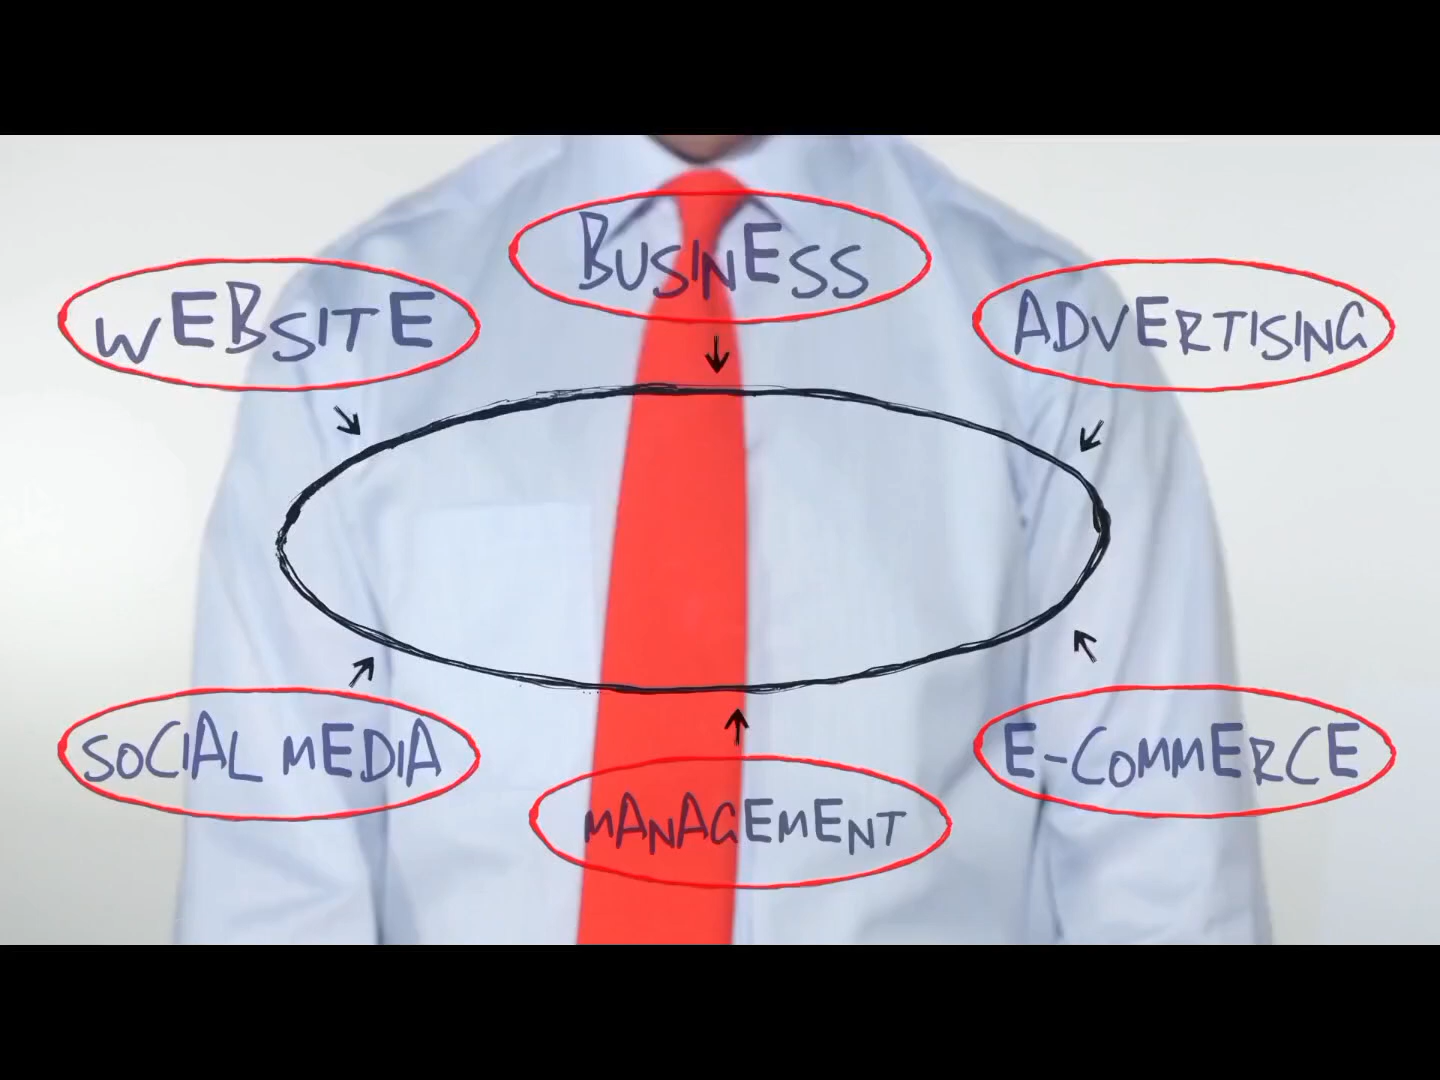 BUSINESS
WEBSITE
ADVERTISING
SOCIAL MEDIA
E-COMMERCE
MANAGEMENT